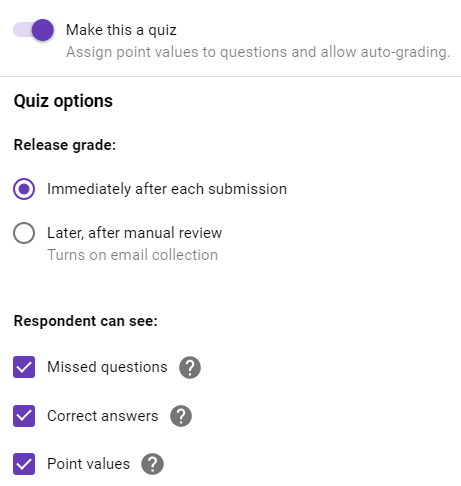 Make this a quiz
Assign point values to questions and allow auto-grading.
Quiz options
Release grade:
Immediately after each submission
Later, after manual review
Turns on email collection
Respondent can see:
Missed questions ?
Correct answers ?
Point values ?